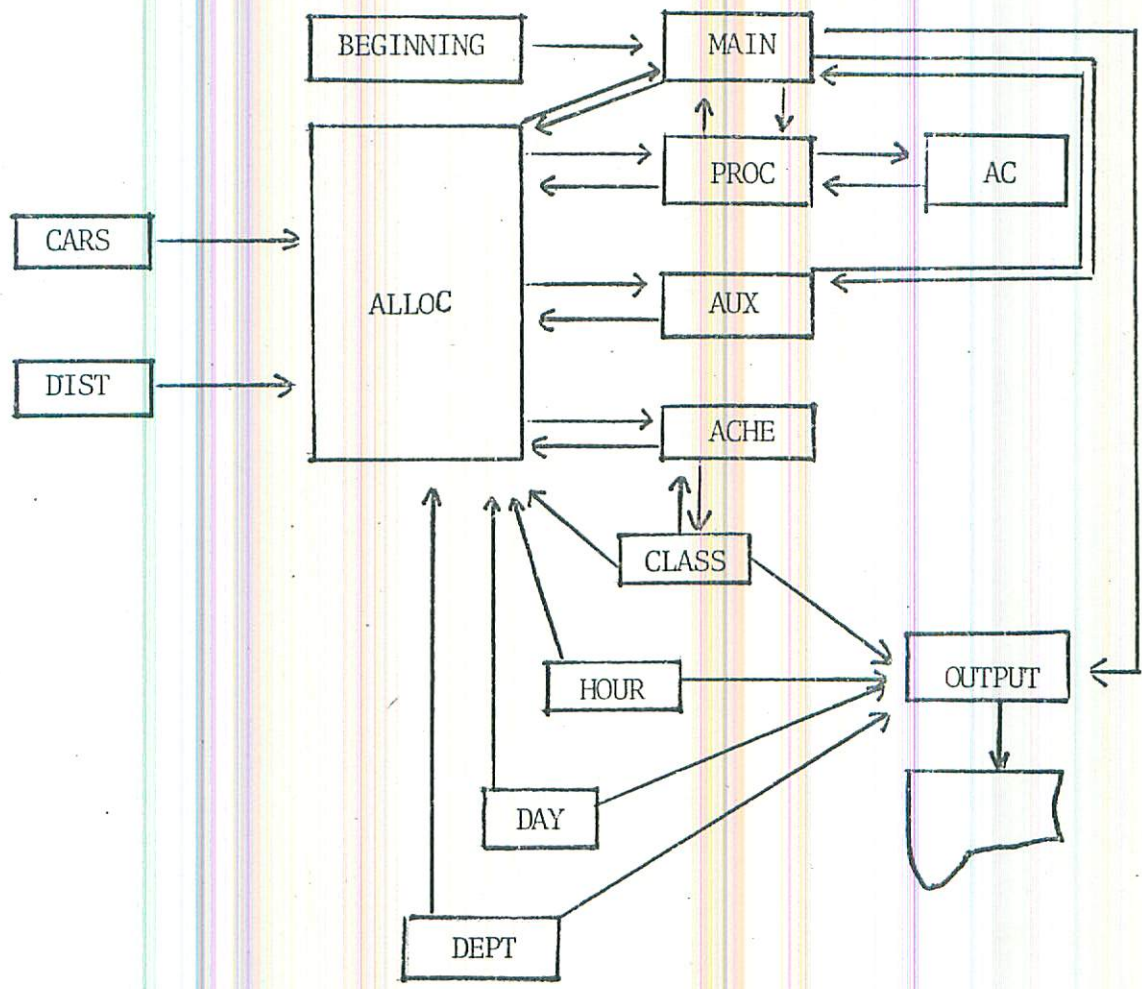 BEGINNING
MAIN
PROC
AC
CARS
ALLOC
AUX
DIST
ACHE
CLASS
HOUR
OUTPUT
DAY
DEPT